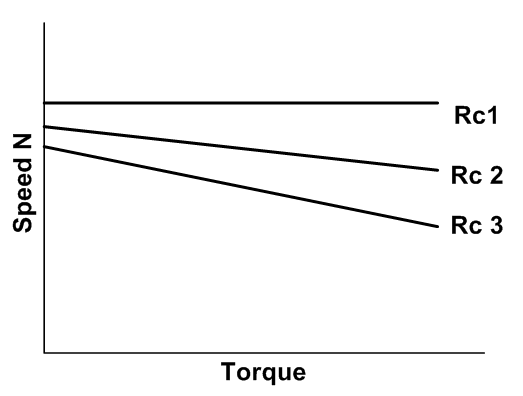 Speed N
Rc1
Rc 2
Rc 3
Torque